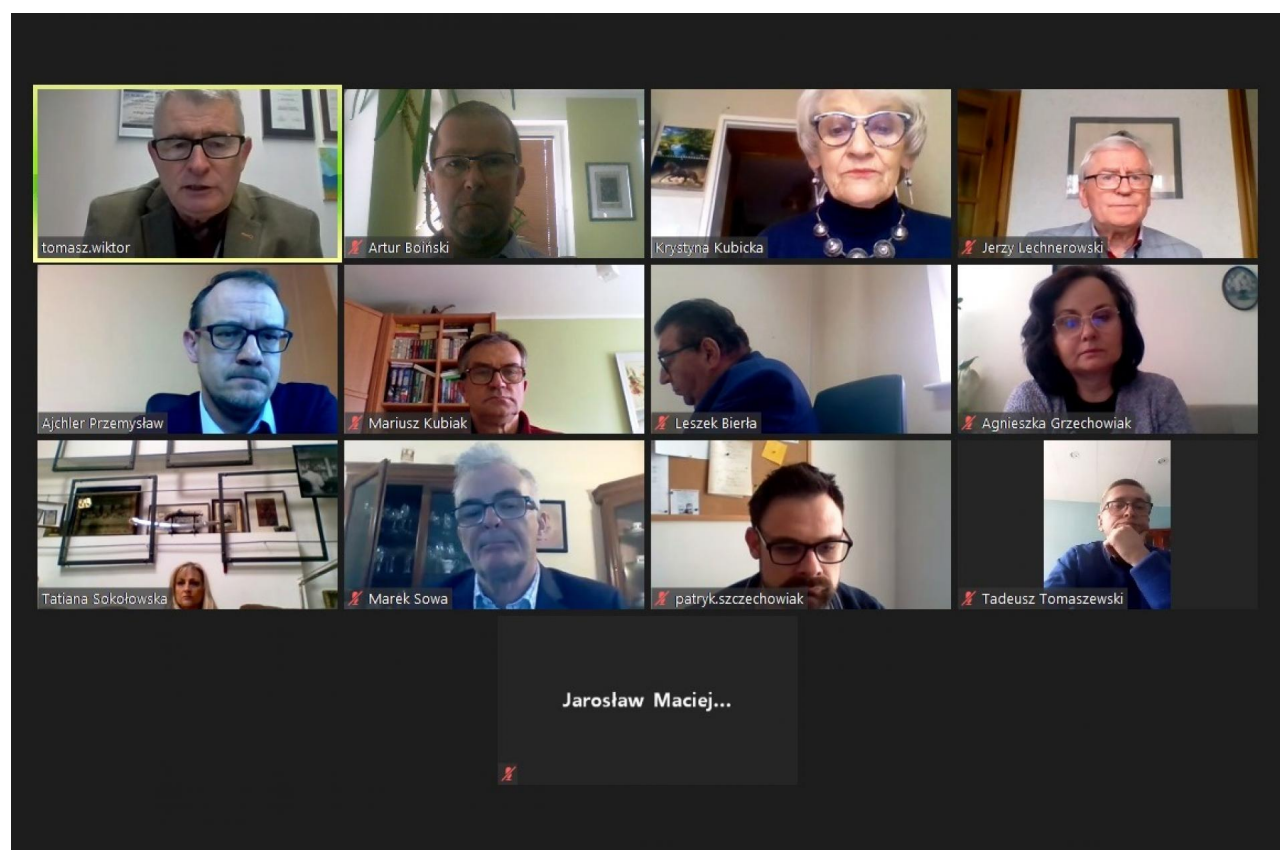 tomasz.wiktor
Artur Boiński
Krystyna Kubicka
Jerzy Lechnerowski
Ajchler Przemysław
Mariusz Kubiak
Leszek Bierła
Agnieszka Grzechowiak
Tatiana Sokołowska
Marek Sowa
patryk.szczechowiak
Tadeusz Tomaszewski
Jarosław Maciej...